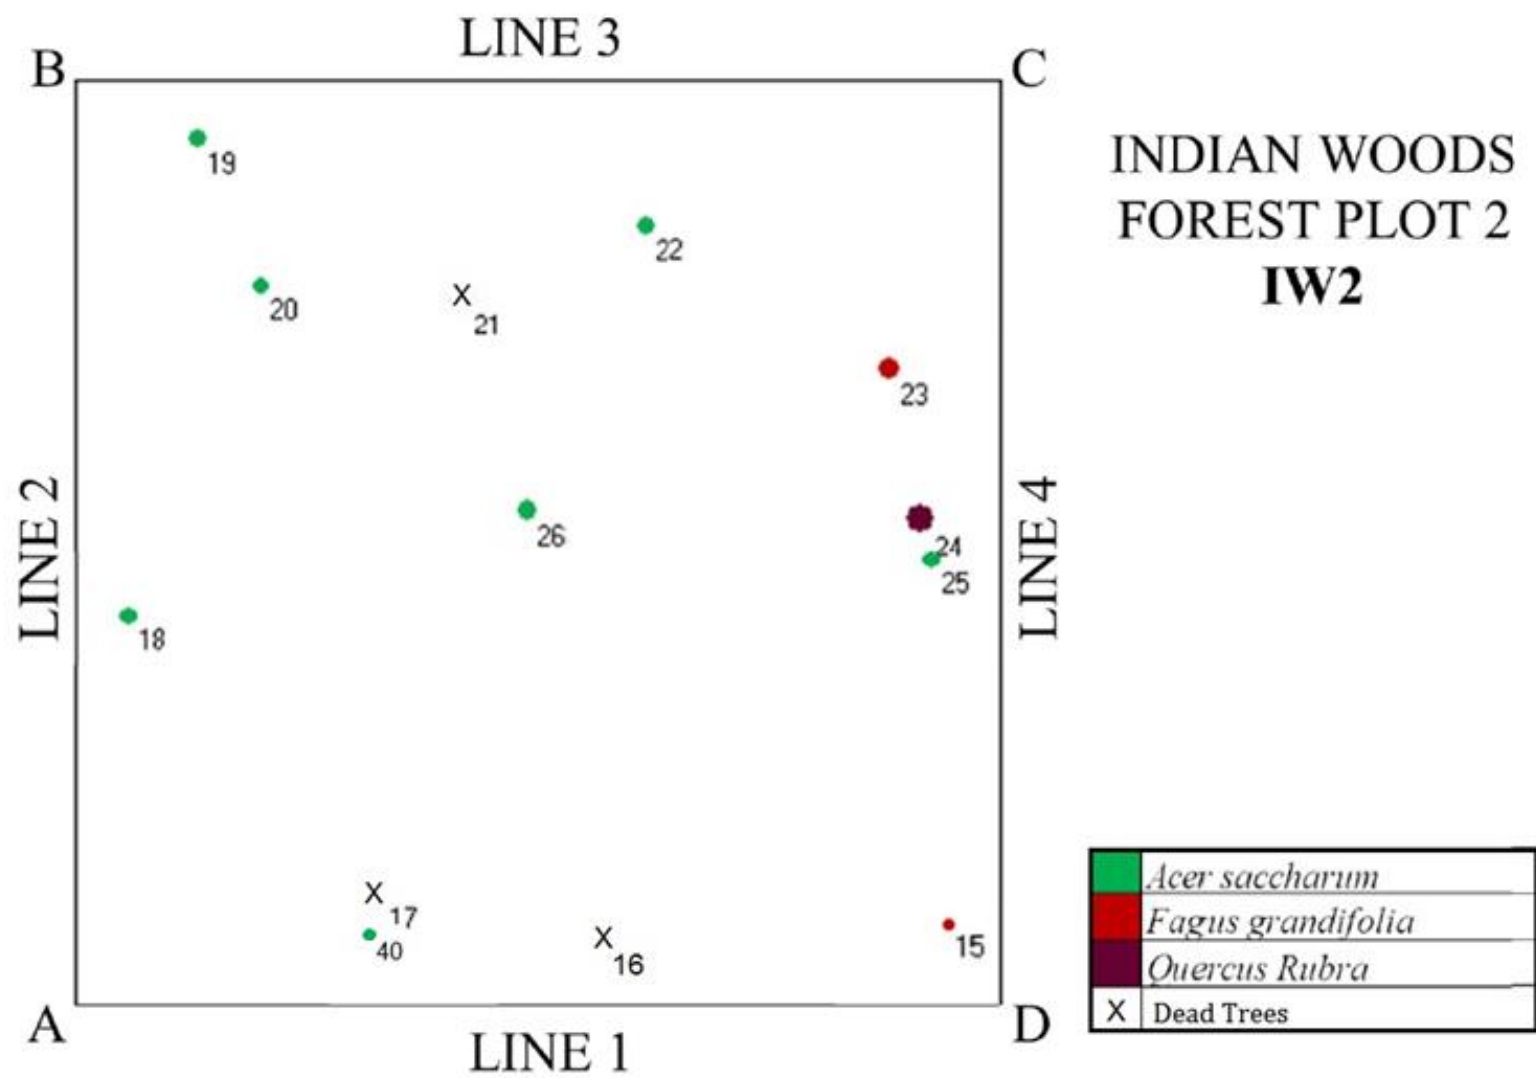 LINE 3
B
C
19
INDIAN WOODS
FOREST PLOT 2
IW2
22
20
X
21
23
LINE 2
26
24
25
LINE 4
18
X
17
40
X
16
15
A
D
LINE 1
Acer saccharum
Fagus grandifolia
Quercus Rubra
X Dead Trees